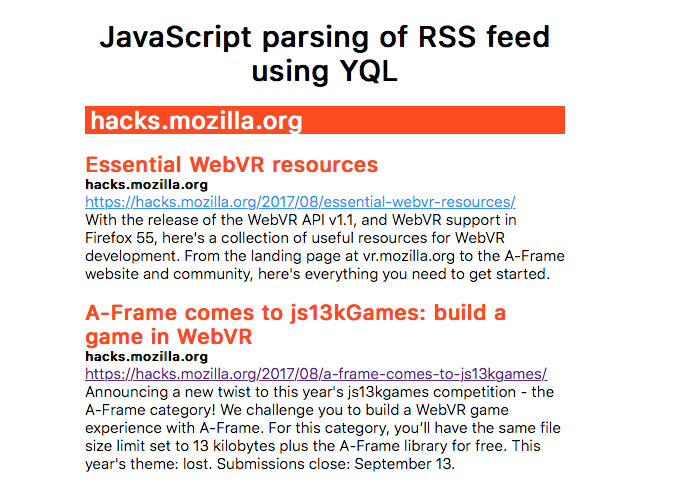 JavaScript parsing of RSS feed
using YQL
hacks.mozilla.org
Essential WebVR resources
hacks.mozilla.org
https://hacks.mozilla.org/2017/08/essential-webvr-resources/
With the release of the WebVR API v1.1, and WebVR support in
Firefox 55, here's a collection of useful resources for WebVR
development. From the landing page at vr.mozilla.org to the A-Frame
website and community, here's everything you need to get started.
A-Frame comes to js13kGames: build a
game in WebVR
hacks.mozilla.org
https://hacks.mozilla.org/2017/08/a-frame-comes-to-js13kgames/
Announcing a new twist to this year's js13kgames competition - the
A-Frame category! We challenge you to build a WebVR game
experience with A-Frame. For this category, you’ll have the same file
size limit set to 13 kilobytes plus the A-Frame library for free. This
year's theme: lost. Submissions close: September 13.